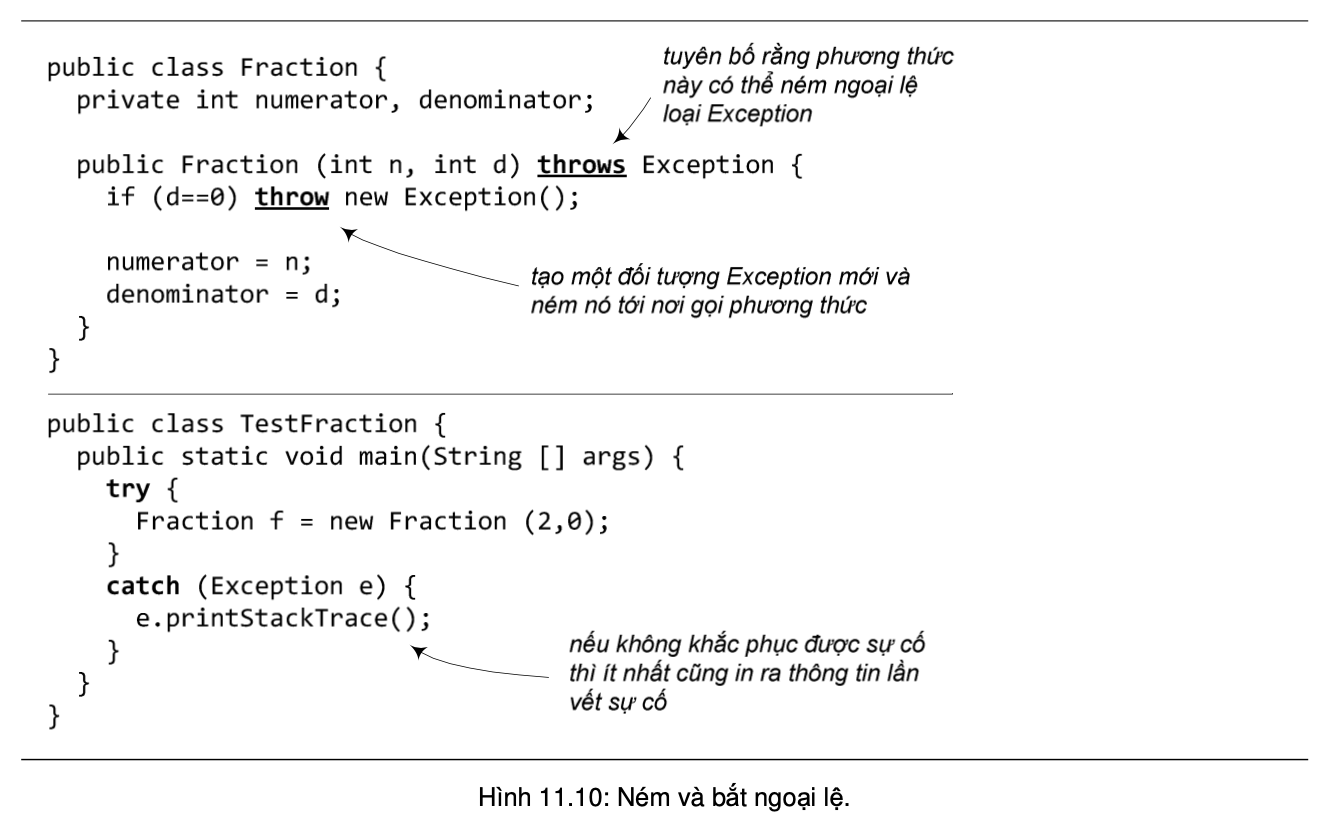 public class Fraction {
private int numerator, denominator;
tuyên bố rằng phương thức
này có thể ném ngoại lệ
loại Exception
public Fraction (int n, int d) throws Exception {
if (d==0) throw new Exception();
numerator = n;
denominator = d;
tạo một đối tượng Exception mới và
ném nó tới nơi gọi phương thức
}
}
public class TestFraction {
public static void main(String [] args) {
try {
Fraction f = new Fraction (2,0);
}
catch (Exception e) {
e.printStackTrace();
}
nếu không khắc phục được sự cố
thì ít nhất cũng in ra thông tin lần
vết sự cố
}
}
Hình 11.10: Ném và bắt ngoại lệ.